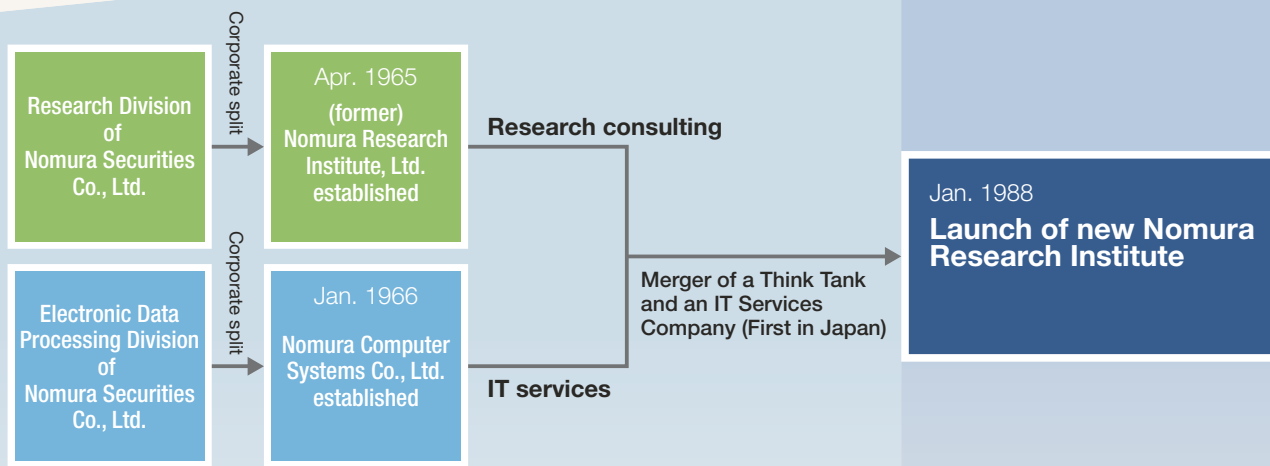 Research Division
of
Nomura Securities
Co., Ltd.
Corporate split
Apr. 1965
(former)
Nomura Research
Institute, Ltd.
established
Research consulting
Electronic Data
Processing Division
of
Nomura Securities
Co., Ltd.
Corporate split
Jan. 1966
Nomura Computer
Systems Co., Ltd.
established
IT services
Merger of a Think Tank
and an IT Services
Company (First in Japan)
Jan. 1988
Launch of new Nomura
Research Institute